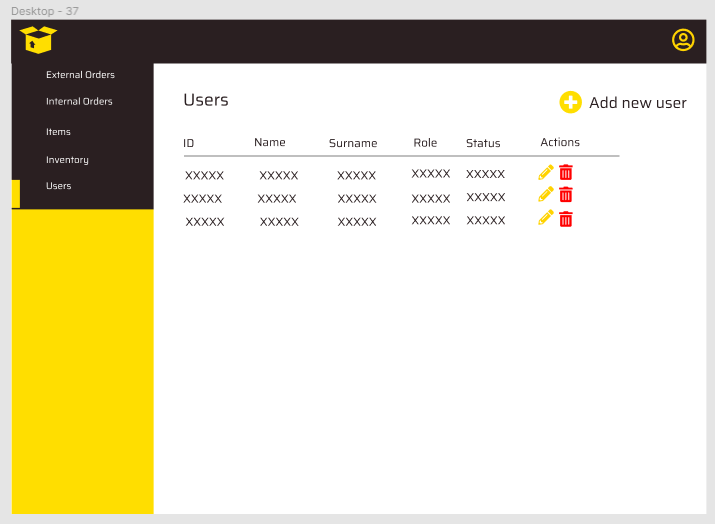 Desktop - 37
External Orders
Internal Orders
Items
Inventory
Users
Users
Add new user
ID Name Surname Role Status Actions
XXXXX XXXXX XXXXX XXXXX XXXXX
XXXXX XXXXX XXXXX XXXXX XXXXX
XXXXX XXXXX XXXXX XXXXX XXXXX